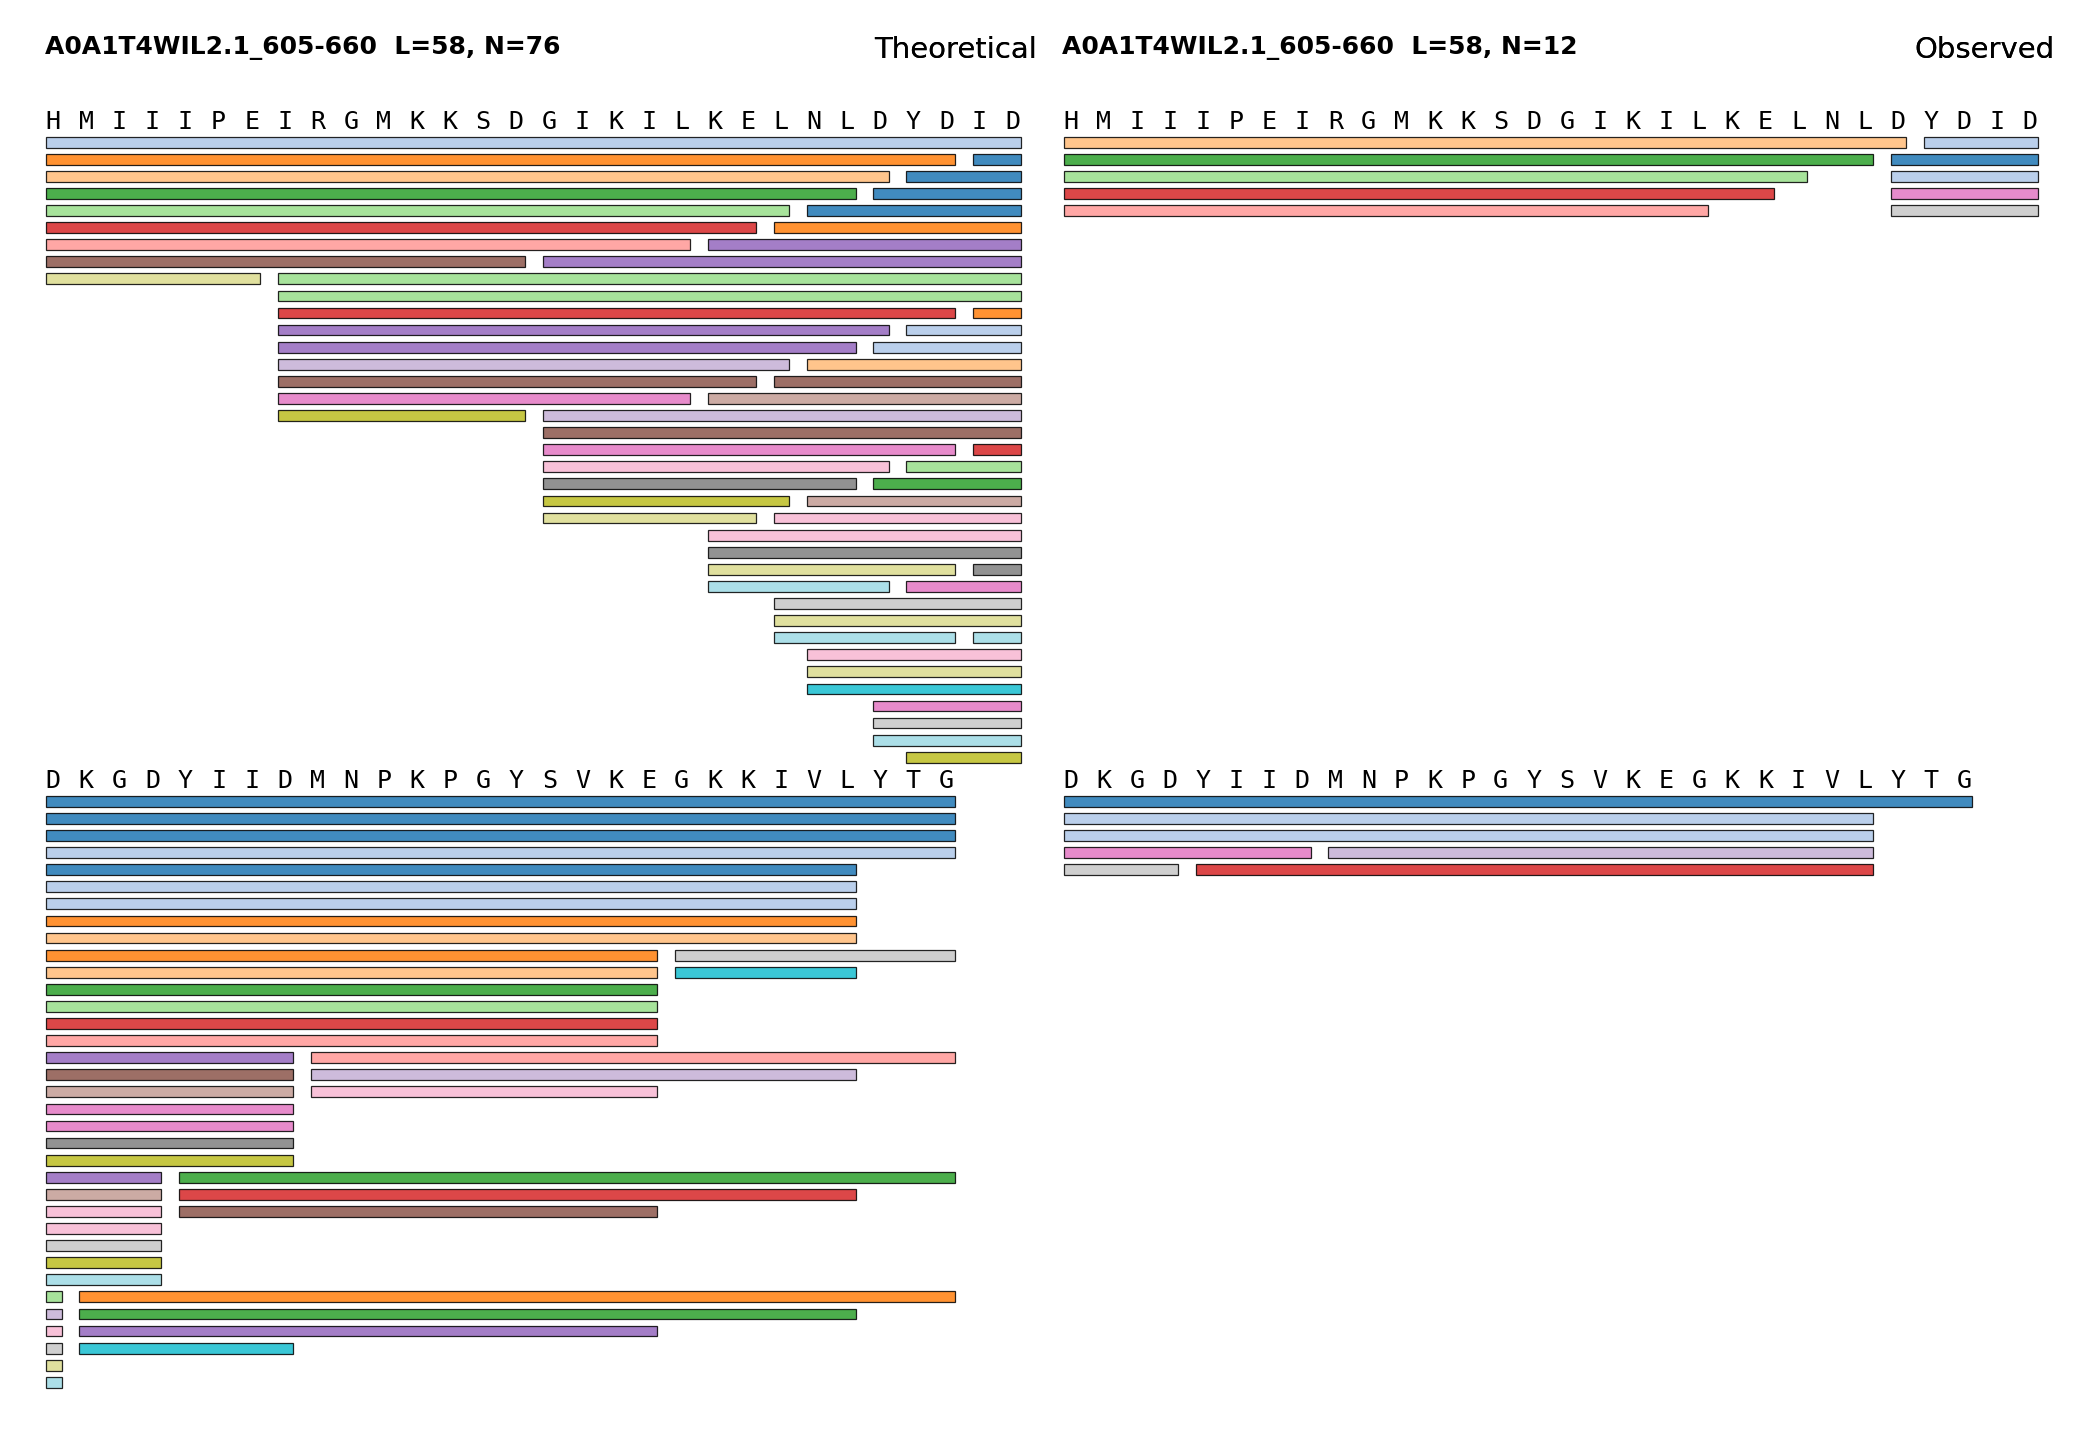 A0A1T4WIL2.1_605-660 L=58, N=76 Theoretical
H M I I I P E I R G M K K S D G I K I L K E L N L D Y D I D
D K G D Y I I D M N P K P G Y S V K E G K K I V L Y T G
A0A1T4WIL2.1_605-660 L=58, N=12 Observed
H M I I I P E I R G M K K S D G I K I L K E L N L D Y D I D
D K G D Y I I D M N P K P G Y S V K E G K K I V L Y T G